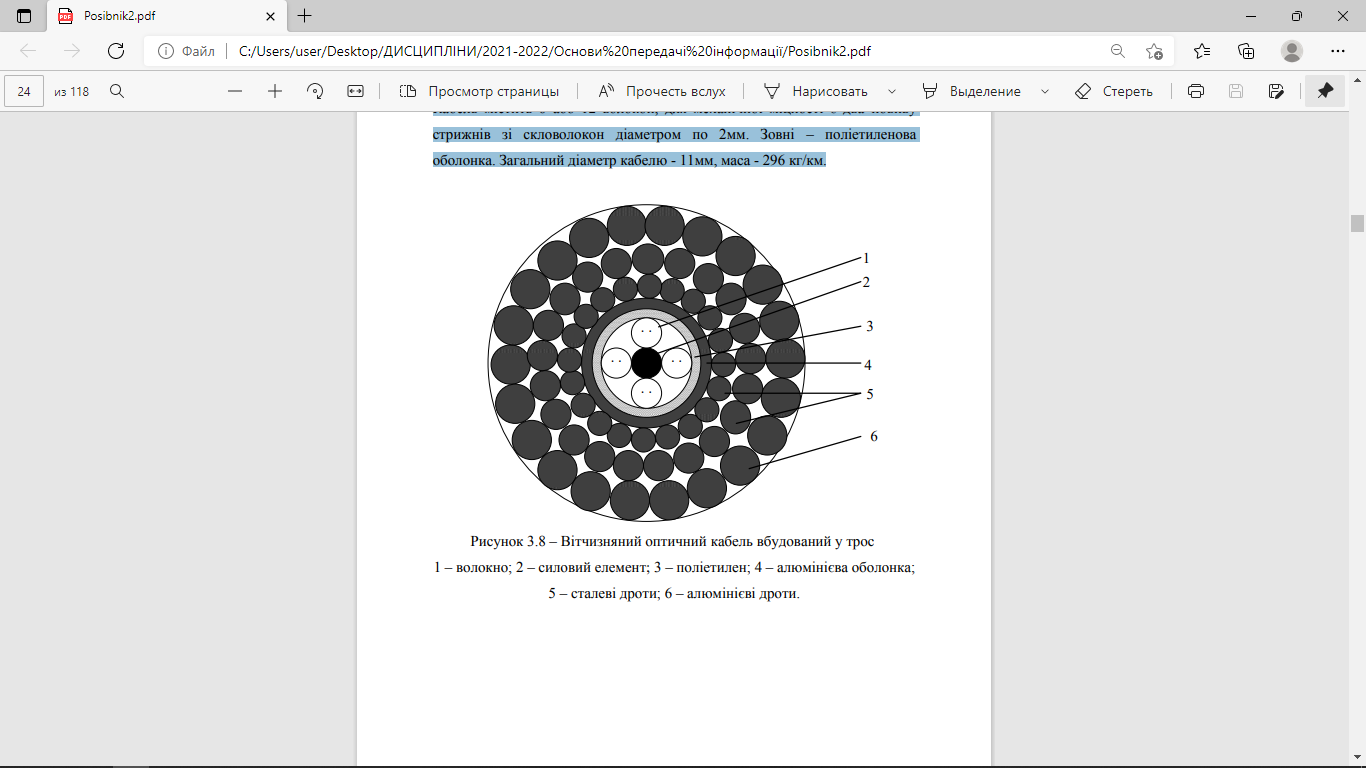 Posibnik2.pdf
Файл C:/Users/user/Desktop/ДИСЦИПЛІНИ/2021-2022/Основи%20передачі%20інформації/Posibnik2.pdf
24 из 118 Просмотр страницы Прочесть вслух Нарисовать Выделение Стереть
стрижнів зі скловолокон діаметром по 2мм. Зовні – поліетиленова
оболонка. Загальний діаметр кабелю - 11мм, маса - 296 кг/км.
1
2
3
4
5
6
Рисунок 3.8 – Вітчизняний оптичний кабель вбудований у трос
1 – волокно; 2 – силовий елемент; 3 – поліетилен; 4 – алюмінієва оболонка;
5 – сталеві дроти; 6 – алюмінієві дроти.